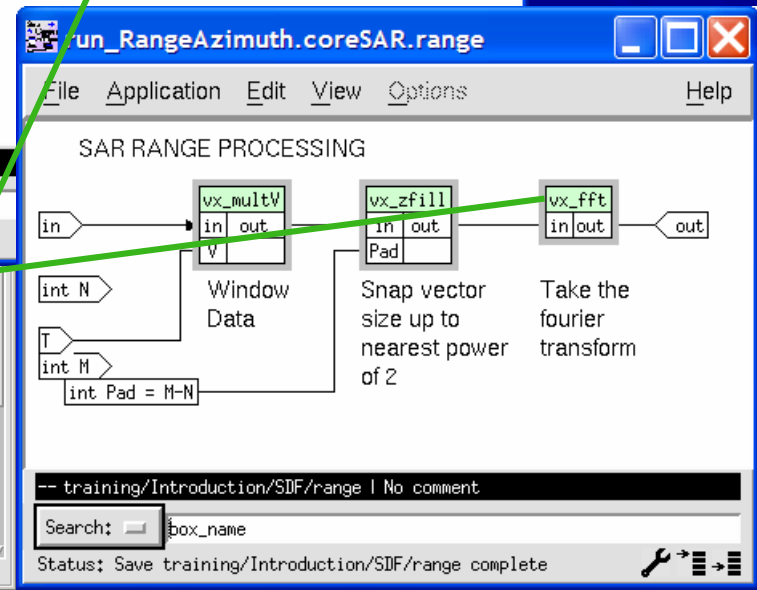 run_RangeAzimuth.coreSAR.range
File Application Edit View Options Help
SAR RANGE PROCESSING
vx_multV vx_zfill vx_fft
in in out in out in out out
V Pad
int N
Window Data
Snap vector size up to nearest power of 2
Take the fourier transform
T
int M
int Pad = M-N
-- training/Introduction/SDF/range | No comment
Search: box_name
Status: Save training/Introduction/SDF/range complete